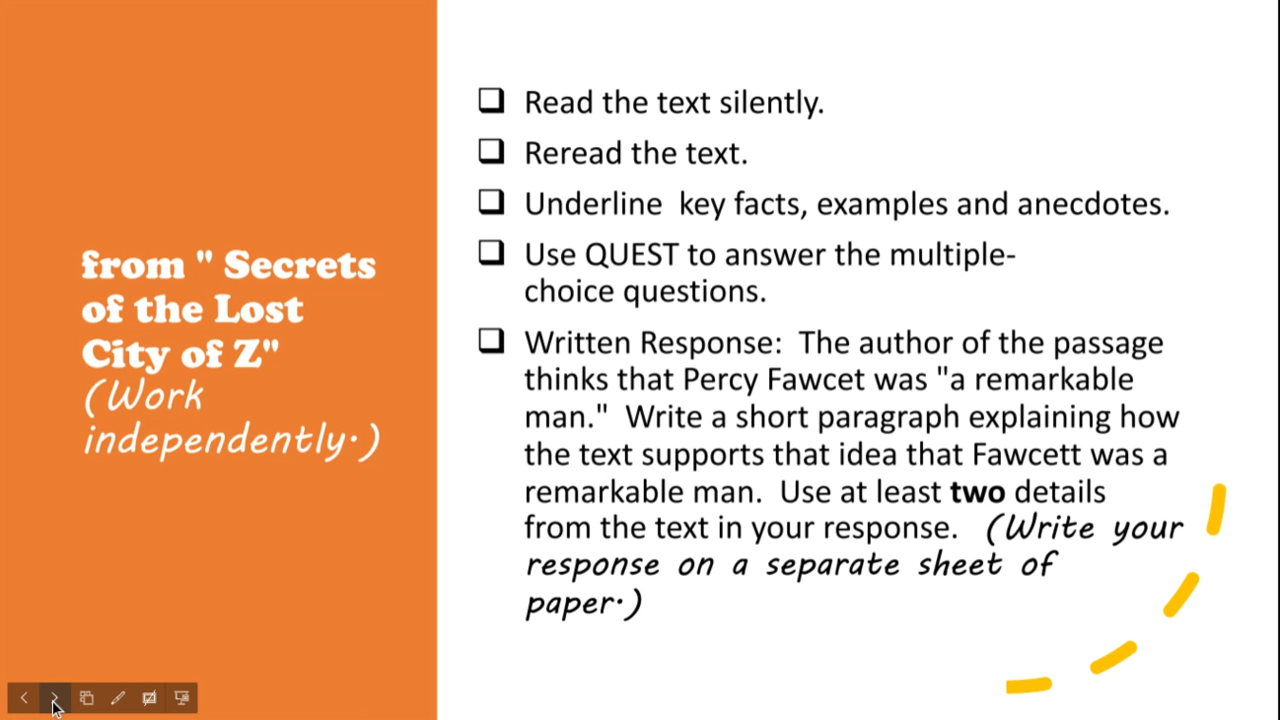 from " Secrets
of the Lost
City of Z"
(Work
independently.)
Read the text silently.
Reread the text.
Underline  key facts, examples and anecdotes.
Use QUEST to answer the multiple-
choice questions.
Written Response:  The author of the passage
thinks that Percy Fawcet was "a remarkable
man."  Write a short paragraph explaining how
the text supports that idea that Fawcett was a
remarkable man.  Use at least two details
from the text in your response.   (Write your
response on a separate sheet of
paper.)